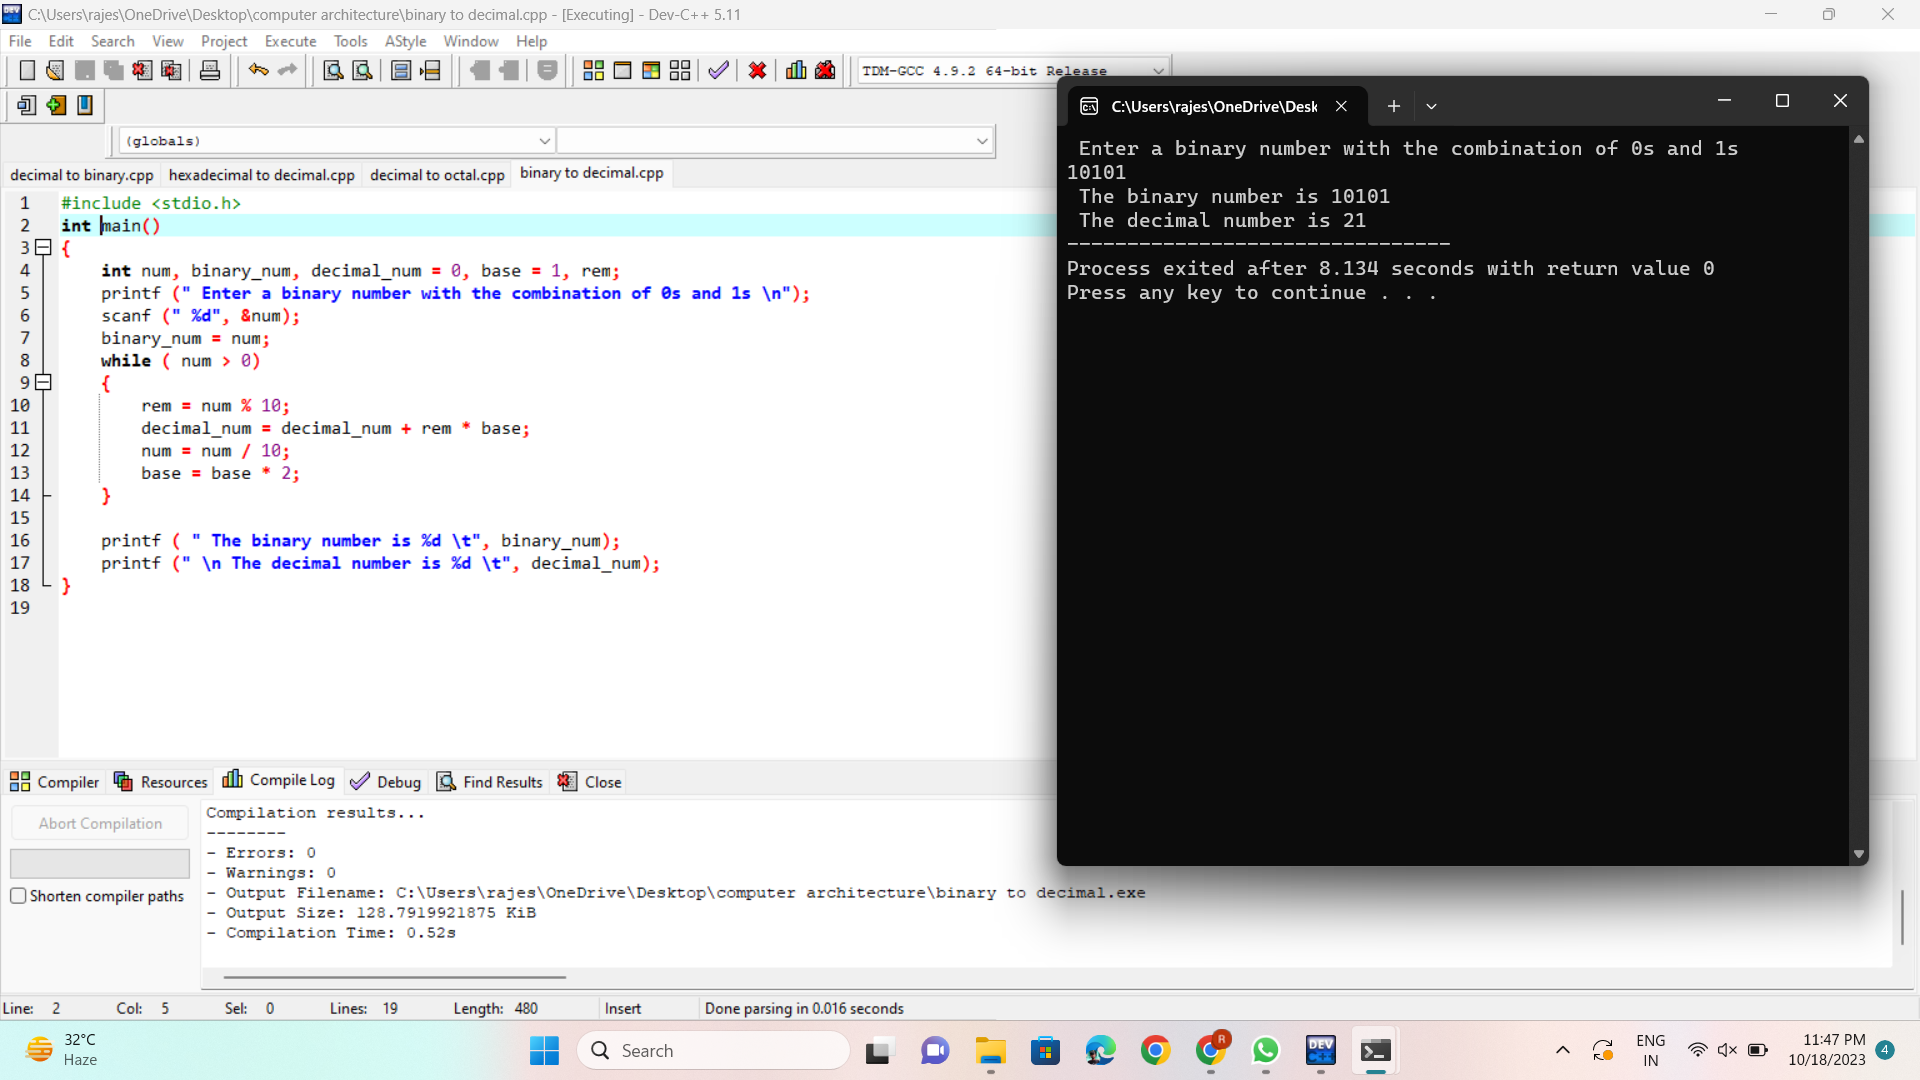 C:\Users\rajes\OneDrive\Desktop\computer architecture\binary to decimal.cpp - [Executing] - Dev-C++ 5.11
File Edit Search View Project Execute Tools AStyle Window Help
TDM-GCC 4.9.2 64-bit Release
(globals)
decimal to binary.cpp hexadecimal to decimal.cpp decimal to octal.cpp binary to decimal.cpp
1 #include <stdio.h>
2 int main()
3 {
4 int num, binary_num, decimal_num = 0, base = 1, rem;
5 printf (" Enter a binary number with the combination of 0s and 1s \n");
6 scanf (" %d", &num);
7 binary_num = num;
8 while ( num > 0)
9 {
10 rem = num % 10;
11 decimal_num = decimal_num + rem * base;
12 num = num / 10;
13 base = base * 2;
14 }
15
16 printf ( " The binary number is %d \t", binary_num);
17 printf (" \n The decimal number is %d \t", decimal_num);
18 }
19
C:\Users\rajes\OneDrive\Desk
Enter a binary number with the combination of 0s and 1s
10101
The binary number is 10101
The decimal number is 21
--------------------------------
Process exited after 8.134 seconds with return value 0
Press any key to continue . . .
Compiler Resources Compile Log Debug Find Results Close
Abort Compilation
Shorten compiler paths
Compilation results...
--------
- Errors: 0
- Warnings: 0
- Output Filename: C:\Users\rajes\OneDrive\Desktop\computer architecture\binary to decimal.exe
- Output Size: 128.7919921875 KiB
- Compilation Time: 0.52s
Line: 2 Col: 5 Sel: 0 Lines: 19 Length: 480 Insert Done parsing in 0.016 seconds
32°C
Haze
Search
R
DEV
ENG
IN
11:47 PM
10/18/2023
4